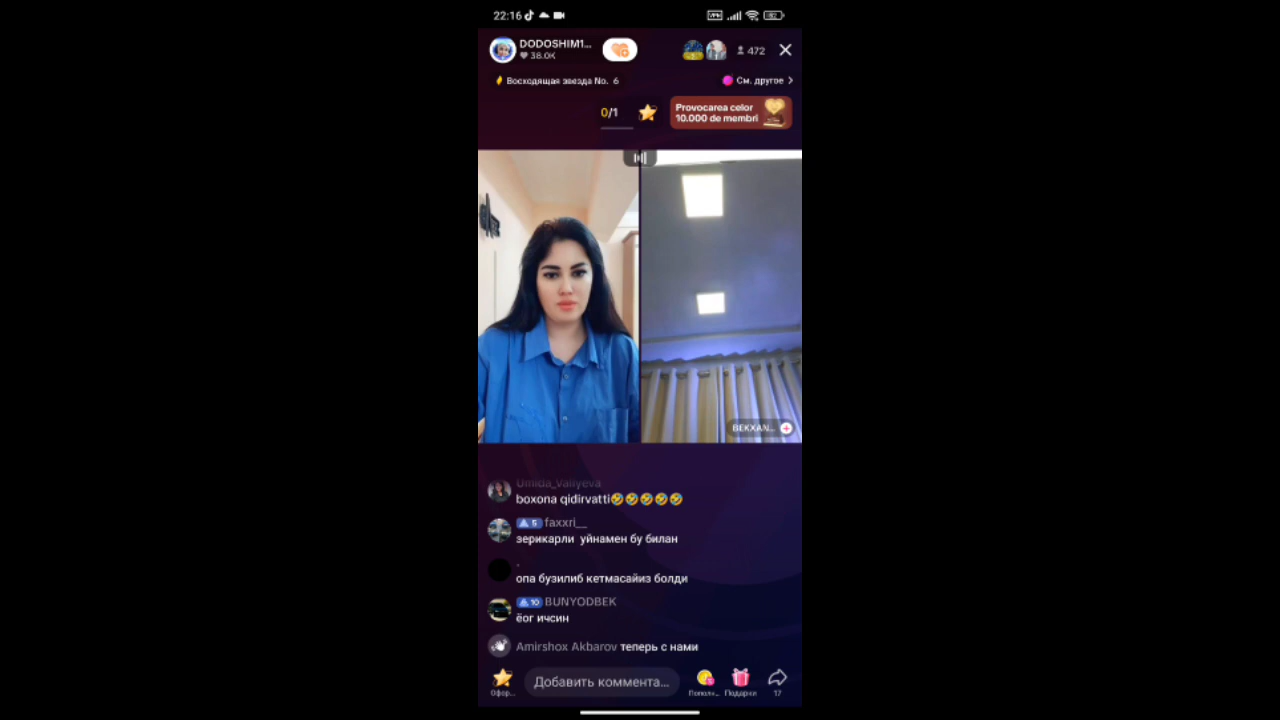 22:16
DODOSHIM1...
38.0K
472
Восходящая звезда No. 6
См. другое
0/1
Provocarea celor
10.000 de membri
BEKXAN...
Umida_Valiyeva
boxona qidirvatti🤣🤣🤣🤣🤣
5 faxxri__
зерикарли уйнамен бу билан
.
опа бузилиб кетмасайиз болди
10 BUNYODBEK
ёог ичсин
Amirshox Akbarov теперь с нами
Офор...
Добавить коммента...
Пополн...
Подарки
17